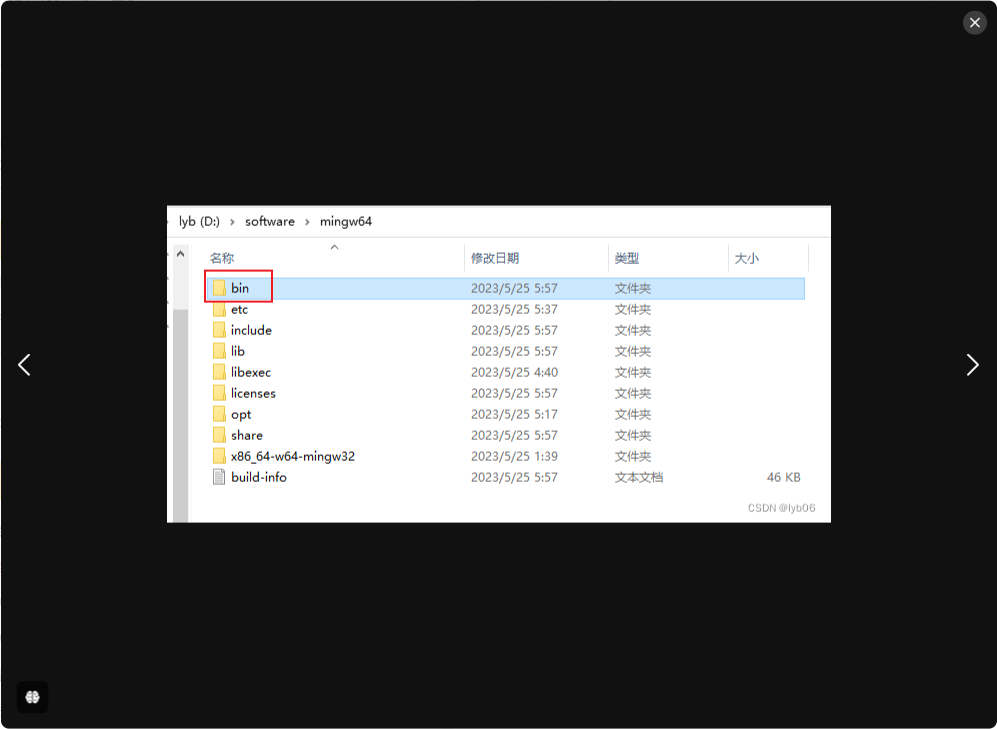 lyb (D:) › software › mingw64
名称 修改日期 类型 大小
bin 2023/5/25 5:57 文件夹
etc 2023/5/25 5:37 文件夹
include 2023/5/25 5:57 文件夹
lib 2023/5/25 5:57 文件夹
libexec 2023/5/25 4:40 文件夹
licenses 2023/5/25 5:57 文件夹
opt 2023/5/25 5:17 文件夹
share 2023/5/25 5:57 文件夹
x86_64-w64-mingw32 2023/5/25 1:39 文件夹
build-info 2023/5/25 5:57 文本文档 46 KB
CSDN @lyb06